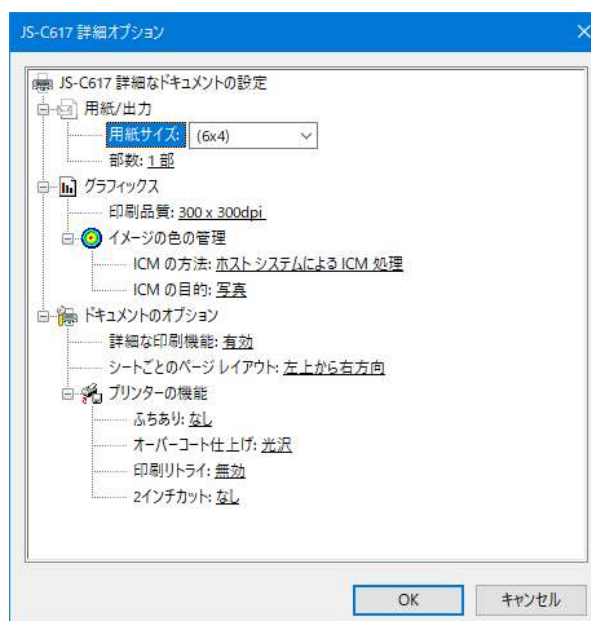 JS-C617 詳細オプション
JS-C617 詳細なドキュメントの設定
用紙/出力
用紙サイズ: (6x4)
部数: 1 部
グラフィックス
印刷品質: 300 x 300dpi
イメージの色の管理
ICM の方法: ホスト システムによる ICM 処理
ICM の目的: 写真
ドキュメントのオプション
詳細な印刷機能: 有効
シートごとのページ レイアウト: 左上から右方向
プリンターの機能
ふちあり: なし
オーバーコート仕上げ: 光沢
印刷リトライ: 無効
2インチカット: なし
OK キャンセル